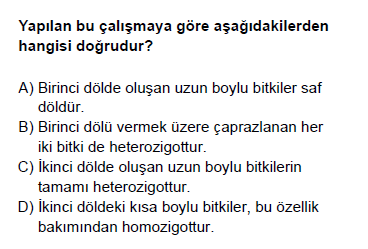 Yapılan bu çalışmaya göre aşağıdakilerden
hangisi doğrudur?
A) Birinci dölde oluşan uzun boylu bitkiler saf
döldür.
B) Birinci dölü vermek üzere çaprazlanan her
iki bitki de heterozigottur.
C) İkinci dölde oluşan uzun boylu bitkilerin
tamamı heterozigottur.
D) İkinci döldeki kısa boylu bitkiler, bu özellik
bakımından homozigottur.